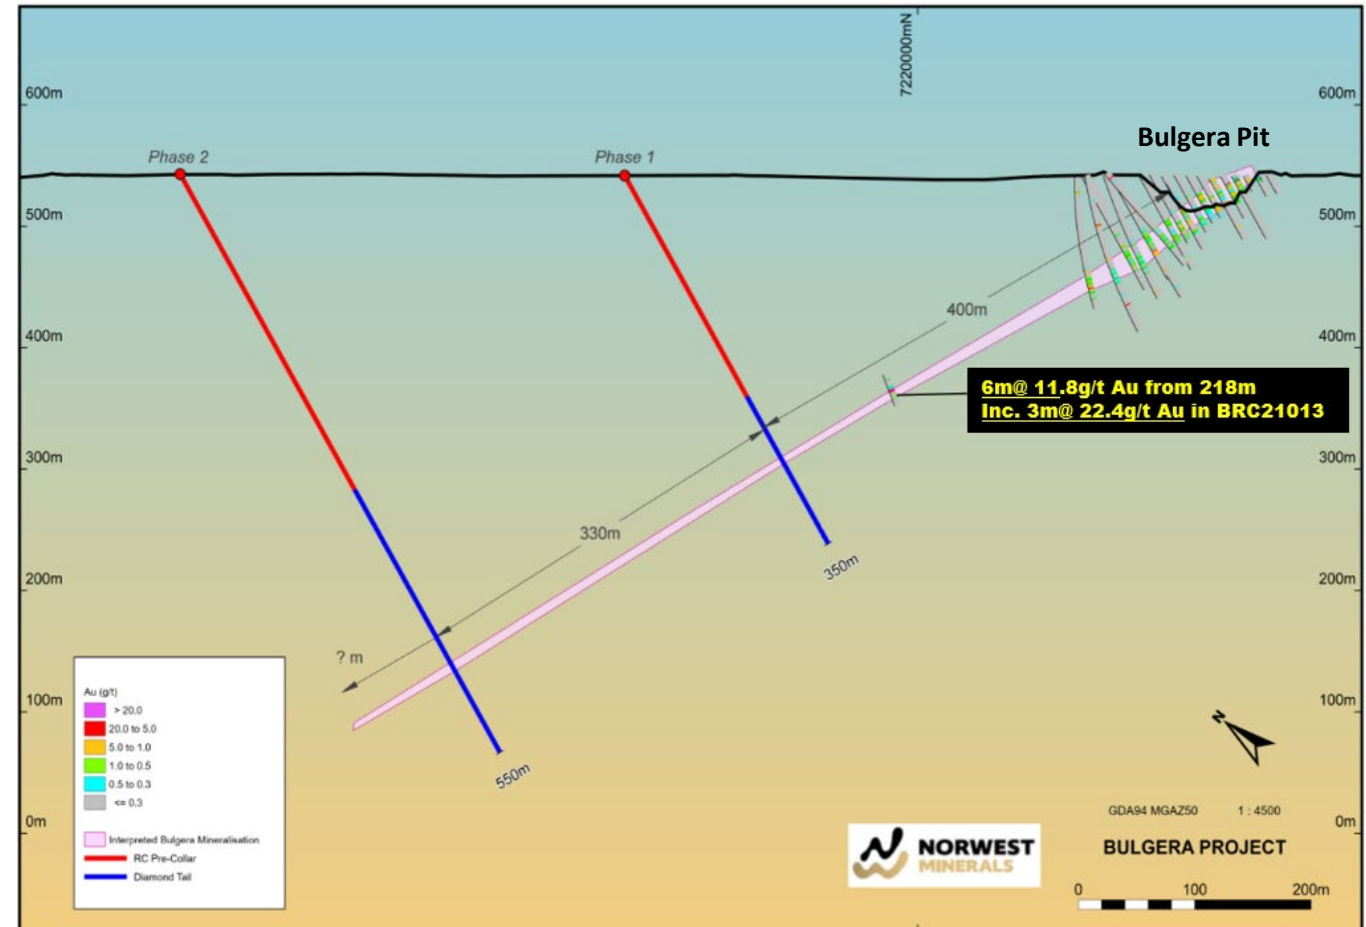 7220000mN
600m
600m
Bulgera Pit
Phase 2
Phase 1
500m
500m
400m
400m
400m
6m@ 11.8g/t Au from 218m
Inc. 3m@ 22.4g/t Au in BRC21013
300m
300m
330m
350m
200m
200m
? m
100m
100m
550m
N
Au (g/t)
> 20.0
20.0 to 5.0
5.0 to 1.0
1.0 to 0.5
0.5 to 0.3
<= 0.3
Interpreted Bulgera Mineralisation
RC Pre-Collar
Diamond Tail
0m
0m
GDA94 MGAZ50 1 : 4500
NORWEST
MINERALS
BULGERA PROJECT
0 100 200m